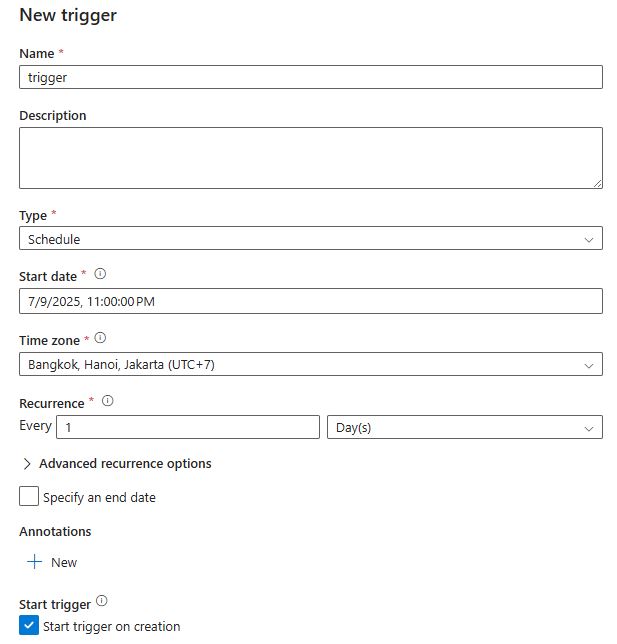 New trigger
Name *
trigger
Description
Type *
Schedule
Start date *
7/9/2025, 11:00:00 PM
Time zone *
Bangkok, Hanoi, Jakarta (UTC+7)
Recurrence *
Every 1 Day(s)
Advanced recurrence options
Specify an end date
Annotations
New
Start trigger
Start trigger on creation